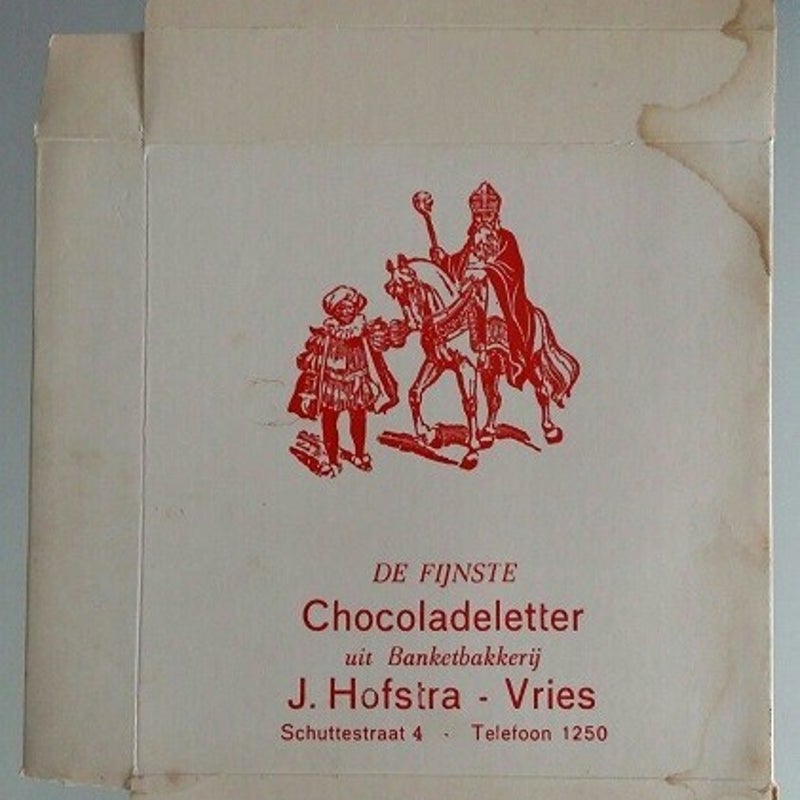 DE FIJNSTE
Chocoladeletter
uit Banketbakkerij
J. Hofstra - Vries
Schuttestraat 4 - Telefoon 1250